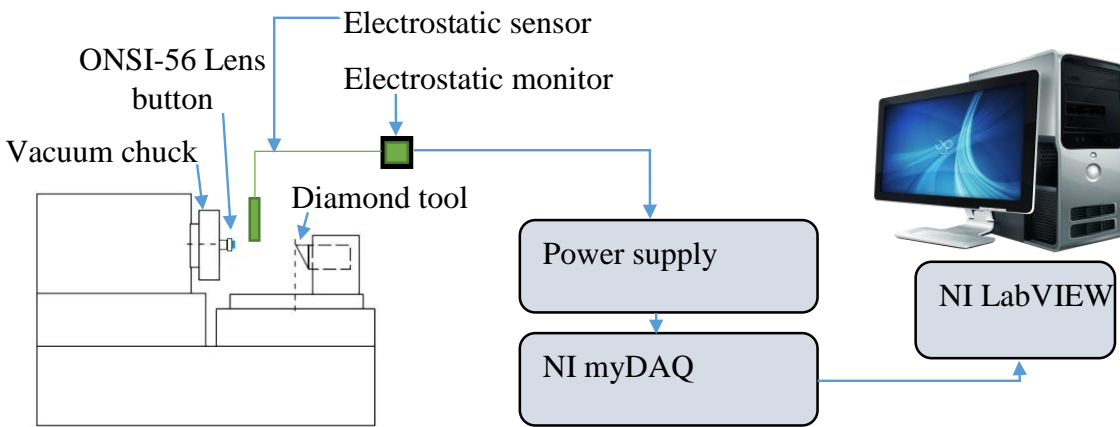 Electrostatic sensor
ONSI-56 Lens
button
Electrostatic monitor
Vacuum chuck
Diamond tool
Power supply
NI myDAQ
NI LabVIEW